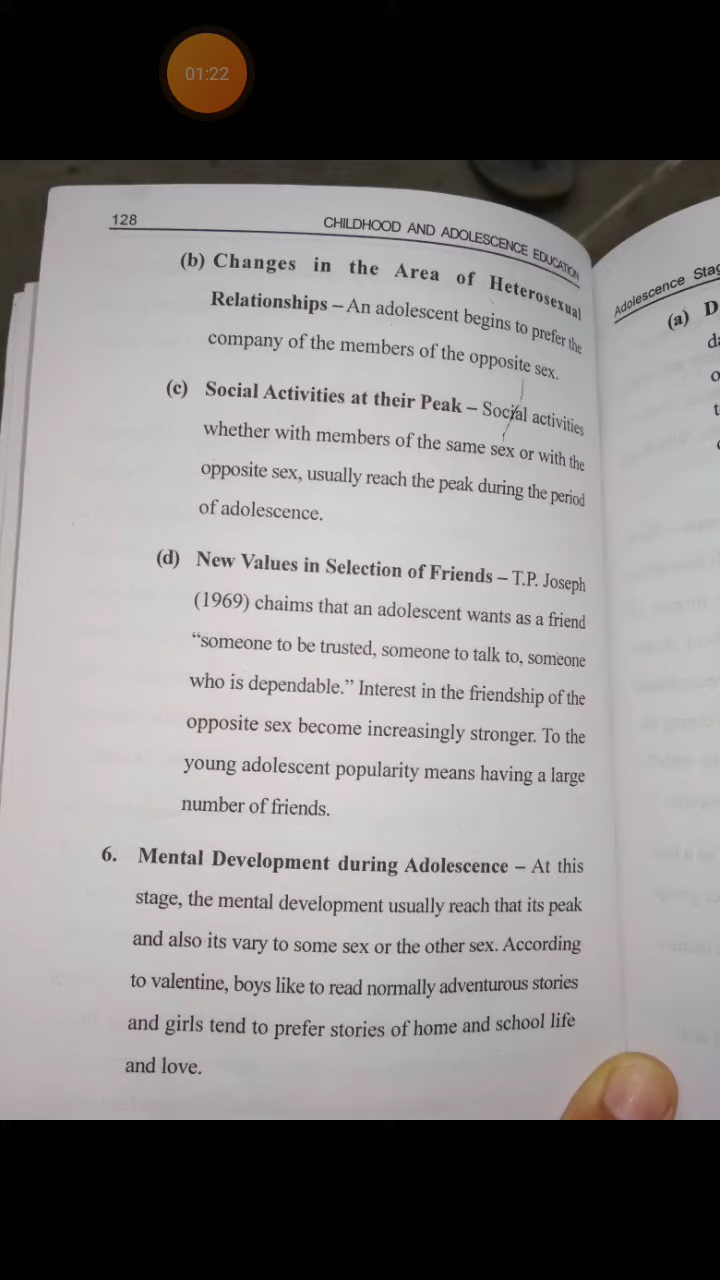 01:22
128
CHILDHOOD AND ADOLESCENCE EDUCATION
(b) Changes in the Area of Heterosexual
Relationships – An adolescent begins to prefer the
company of the members of the opposite sex.
(c) Social Activities at their Peak – Social activities
whether with members of the same sex or with the
opposite sex, usually reach the peak during the period
of adolescence.
(d) New Values in Selection of Friends – T.P. Joseph
(1969) chaims that an adolescent wants as a friend
“someone to be trusted, someone to talk to, someone
who is dependable.” Interest in the friendship of the
opposite sex become increasingly stronger. To the
young adolescent popularity means having a large
number of friends.
6. Mental Development during Adolescence – At this
stage, the mental development usually reach that its peak
and also its vary to some sex or the other sex. According
to valentine, boys like to read normally adventurous stories
and girls tend to prefer stories of home and school life
and love.
Adolescence
(a)